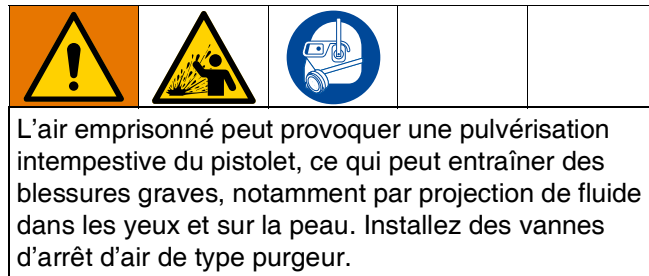 L’air emprisonné peut provoquer une pulvérisation
intempestive du pistolet, ce qui peut entraîner des
blessures graves, notamment par projection de fluide
dans les yeux et sur la peau. Installez des vannes
d’arrêt d’air de type purgeur.